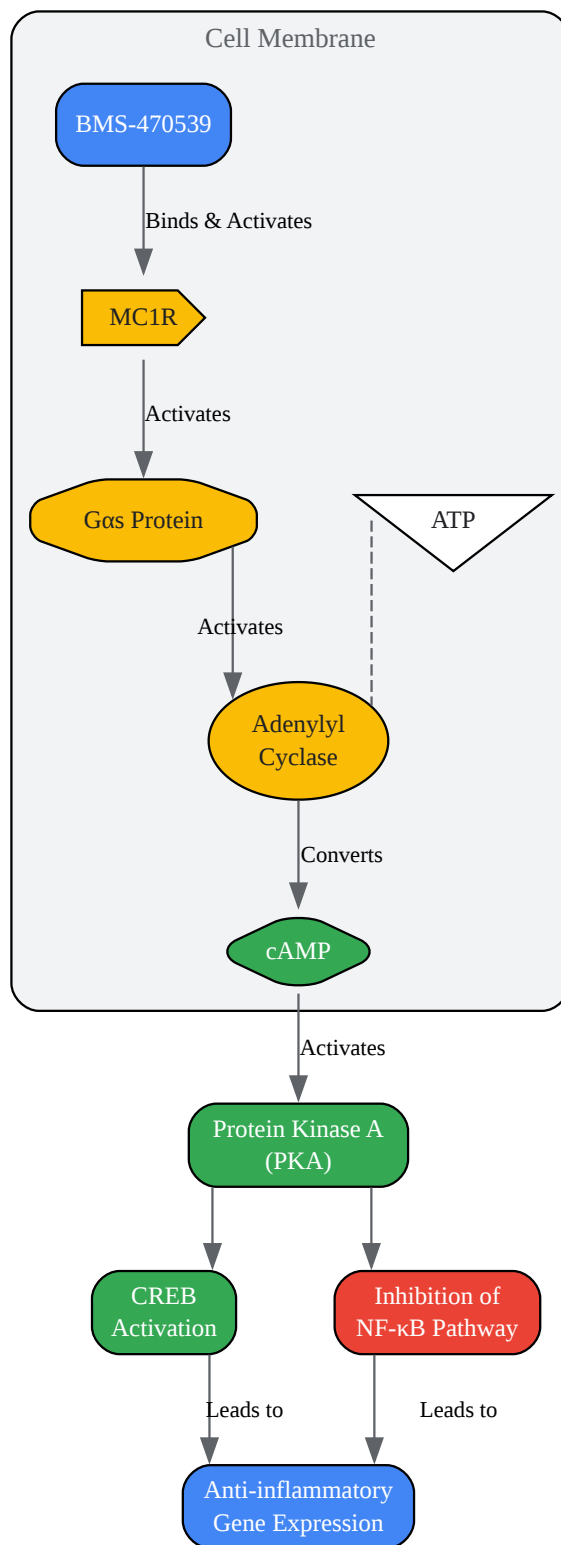 Cell Membrane
BMS-470539
Binds & Activates
MC1R
Activates
Gαs Protein
ATP
Activates
Adenylyl
Cyclase
Converts
cAMP
Activates
Protein Kinase A
(PKA)
CREB
Activation
Inhibition of
NF-κB Pathway
Leads to
Leads to
Anti-inflammatory
Gene Expression